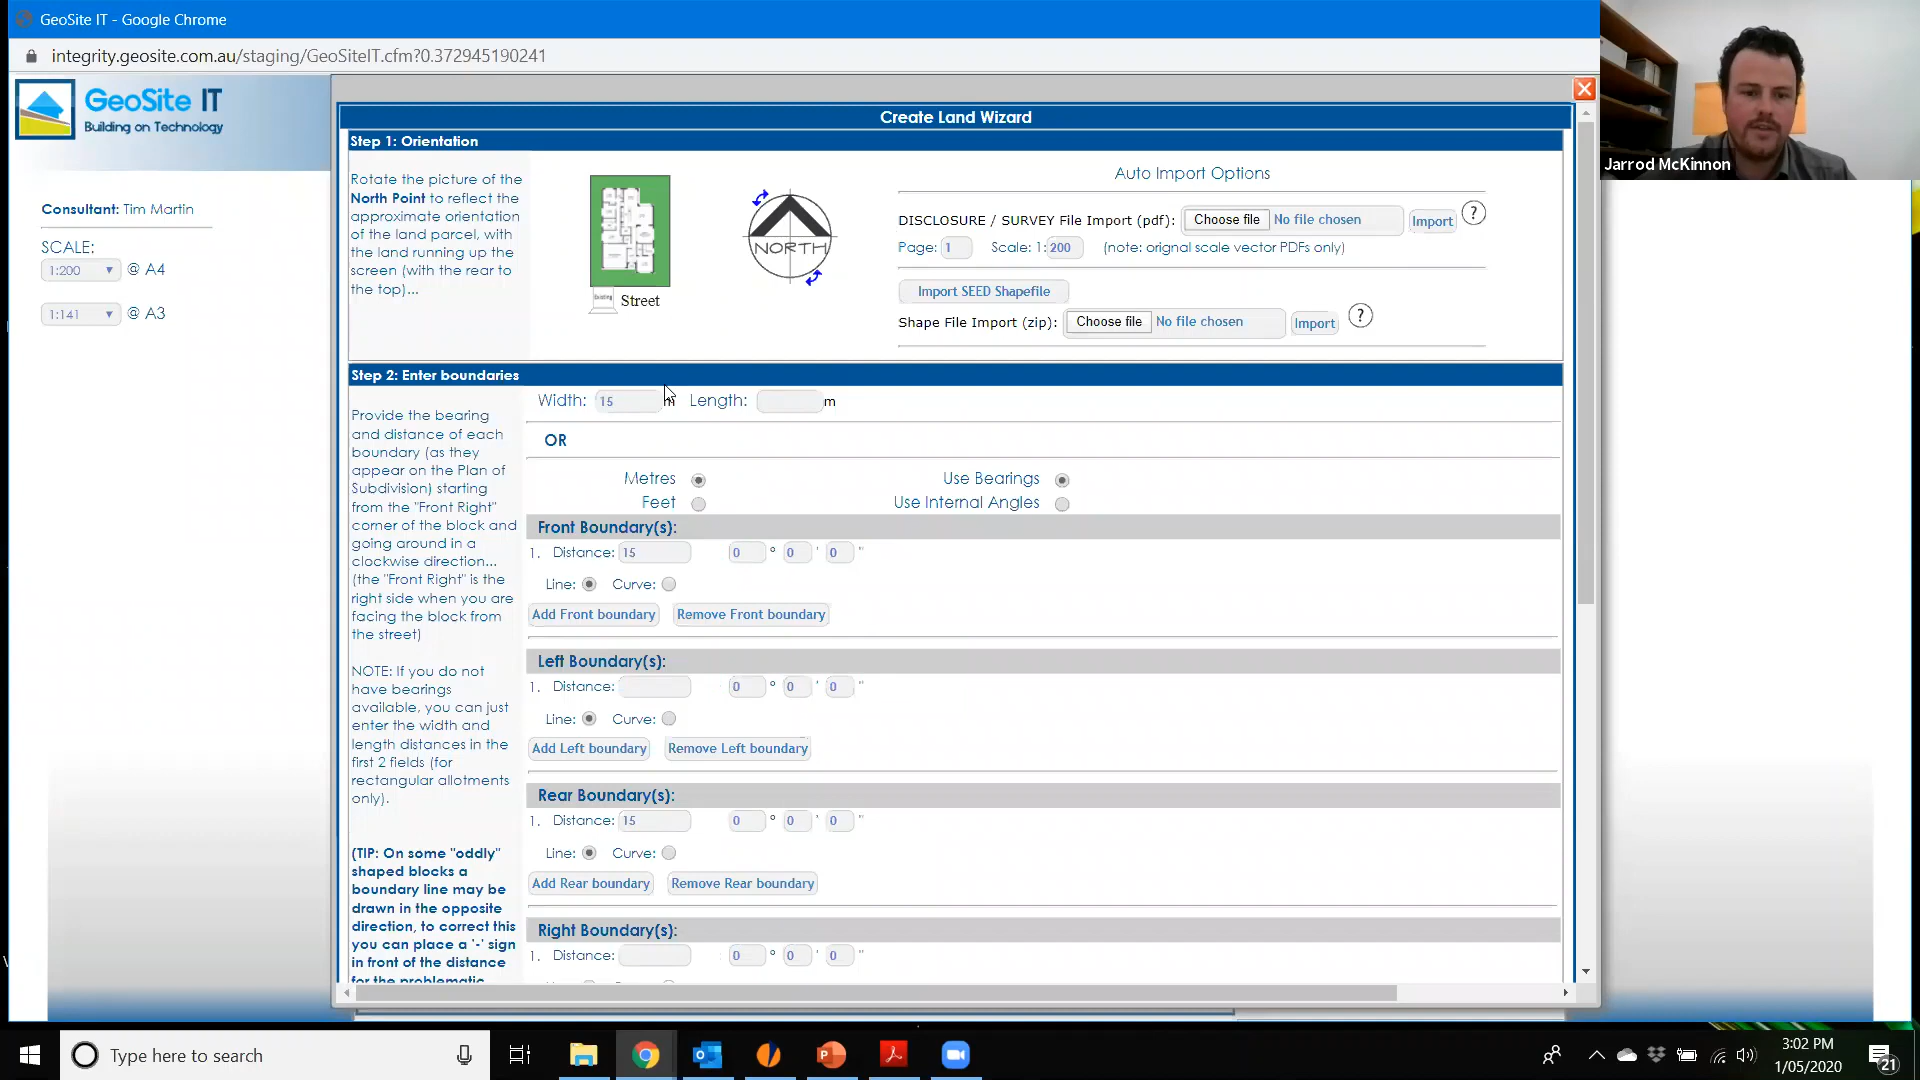 GeoSite IT - Google Chrome
integrity.geosite.com.au/staging/GeoSiteIT.cfm?0.372945190241
GeoSite IT
Building on Technology
Consultant: Tim Martin
SCALE:
1:200 @ A4
1:141 @ A3
Create Land Wizard
Step 1: Orientation
Rotate the picture of the
North Point to reflect the
approximate orientation
of the land parcel, with
the land running up the
screen (with the rear to
the top)...
Existing
Street
NORTH
Auto Import Options
DISCLOSURE / SURVEY File Import (pdf): Choose file No file chosen Import ?
Page: 1 Scale: 1: 200 (note: orignal scale vector PDFs only)
Import SEED Shapefile
Shape File Import (zip): Choose file No file chosen Import ?
Step 2: Enter boundaries
Provide the bearing
and distance of each
boundary (as they
appear on the Plan of
Subdivision) starting
from the "Front Right"
corner of the block and
going around in a
clockwise direction...
(the "Front Right" is the
right side when you are
facing the block from
the street)
NOTE: If you do not
have bearings
available, you can just
enter the width and
length distances in the
first 2 fields (for
rectangular allotments
only).
(TIP: On some "oddly"
shaped blocks a
boundary line may be
drawn in the opposite
direction, to correct this
you can place a '-' sign
in front of the distance
for the problematic
Width: 15 m Length: m
OR
Metres Use Bearings
Feet Use Internal Angles
Front Boundary(s):
1. Distance: 15 0 ° 0 ' 0 "
Line: Curve:
Add Front boundary Remove Front boundary
Left Boundary(s):
1. Distance: 0 ° 0 ' 0 "
Line: Curve:
Add Left boundary Remove Left boundary
Rear Boundary(s):
1. Distance: 15 0 ° 0 ' 0 "
Line: Curve:
Add Rear boundary Remove Rear boundary
Right Boundary(s):
1. Distance: 0 ° 0 ' 0 "
Jarrod McKinnon
Type here to search
3:02 PM
1/05/2020
21